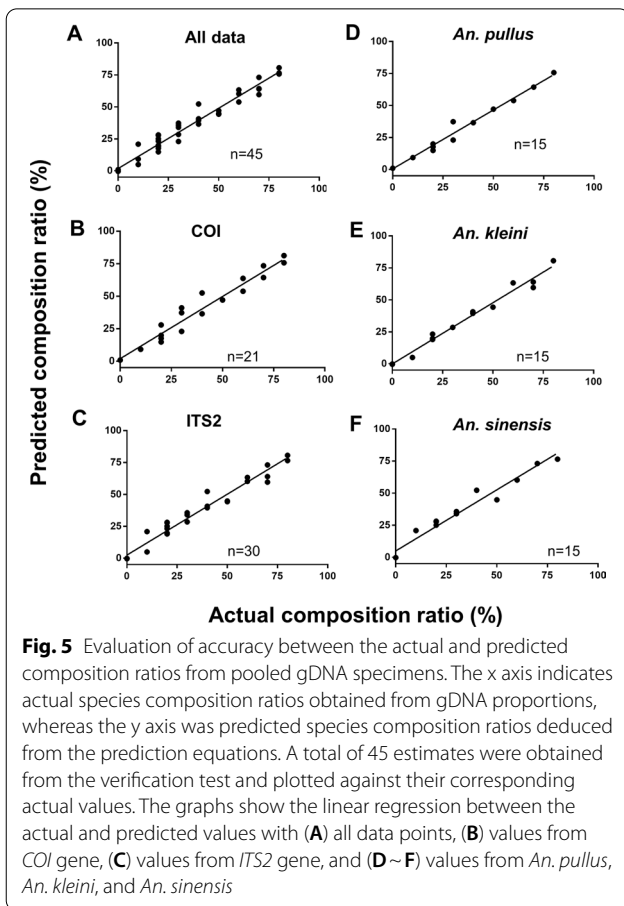 Predicted composition ratio (%)
A
All data
100
75
50
25
0
n=45
0
25
50
75
100
D
An. pullus
100
75
50
25
0
n=15
0
25
50
75
100
B
COI
100
75
50
25
0
n=21
0
25
50
75
100
E
An. kleini
100
75
50
25
0
n=15
0
25
50
75
100
C
ITS2
100
75
50
25
0
n=30
0
25
50
75
100
F
An. sinensis
100
75
50
25
0
n=15
0
25
50
75
100
Actual composition ratio (%)
Fig. 5 Evaluation of accuracy between the actual and predicted
composition ratios from pooled gDNA specimens. The x axis indicates
actual species composition ratios obtained from gDNA proportions,
whereas the y axis was predicted species composition ratios deduced
from the prediction equations. A total of 45 estimates were obtained
from the verification test and plotted against their corresponding
actual values. The graphs show the linear regression between the
actual and predicted values with (A) all data points, (B) values from
COI gene, (C) values from ITS2 gene, and (D ~ F) values from An. pullus,
An. kleini, and An. sinensis